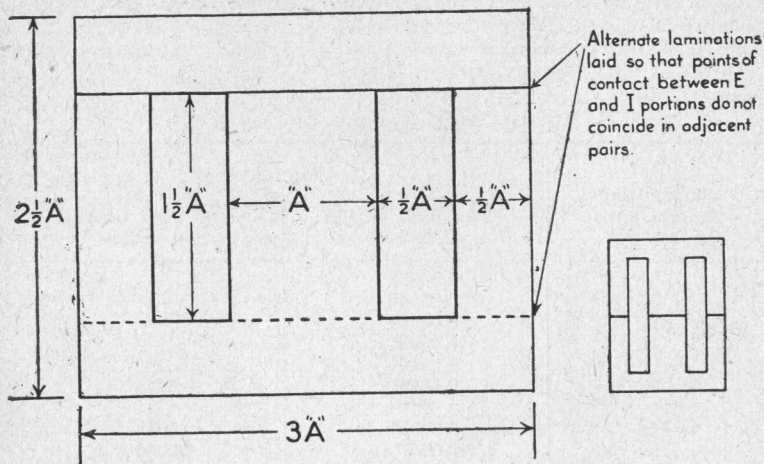 Alternate laminations
laid so that points of
contact between E
and I portions do not
coincide in adjacent
pairs.
2½"A"
1½"A"
"A"
½"A"
½"A"
3"A"